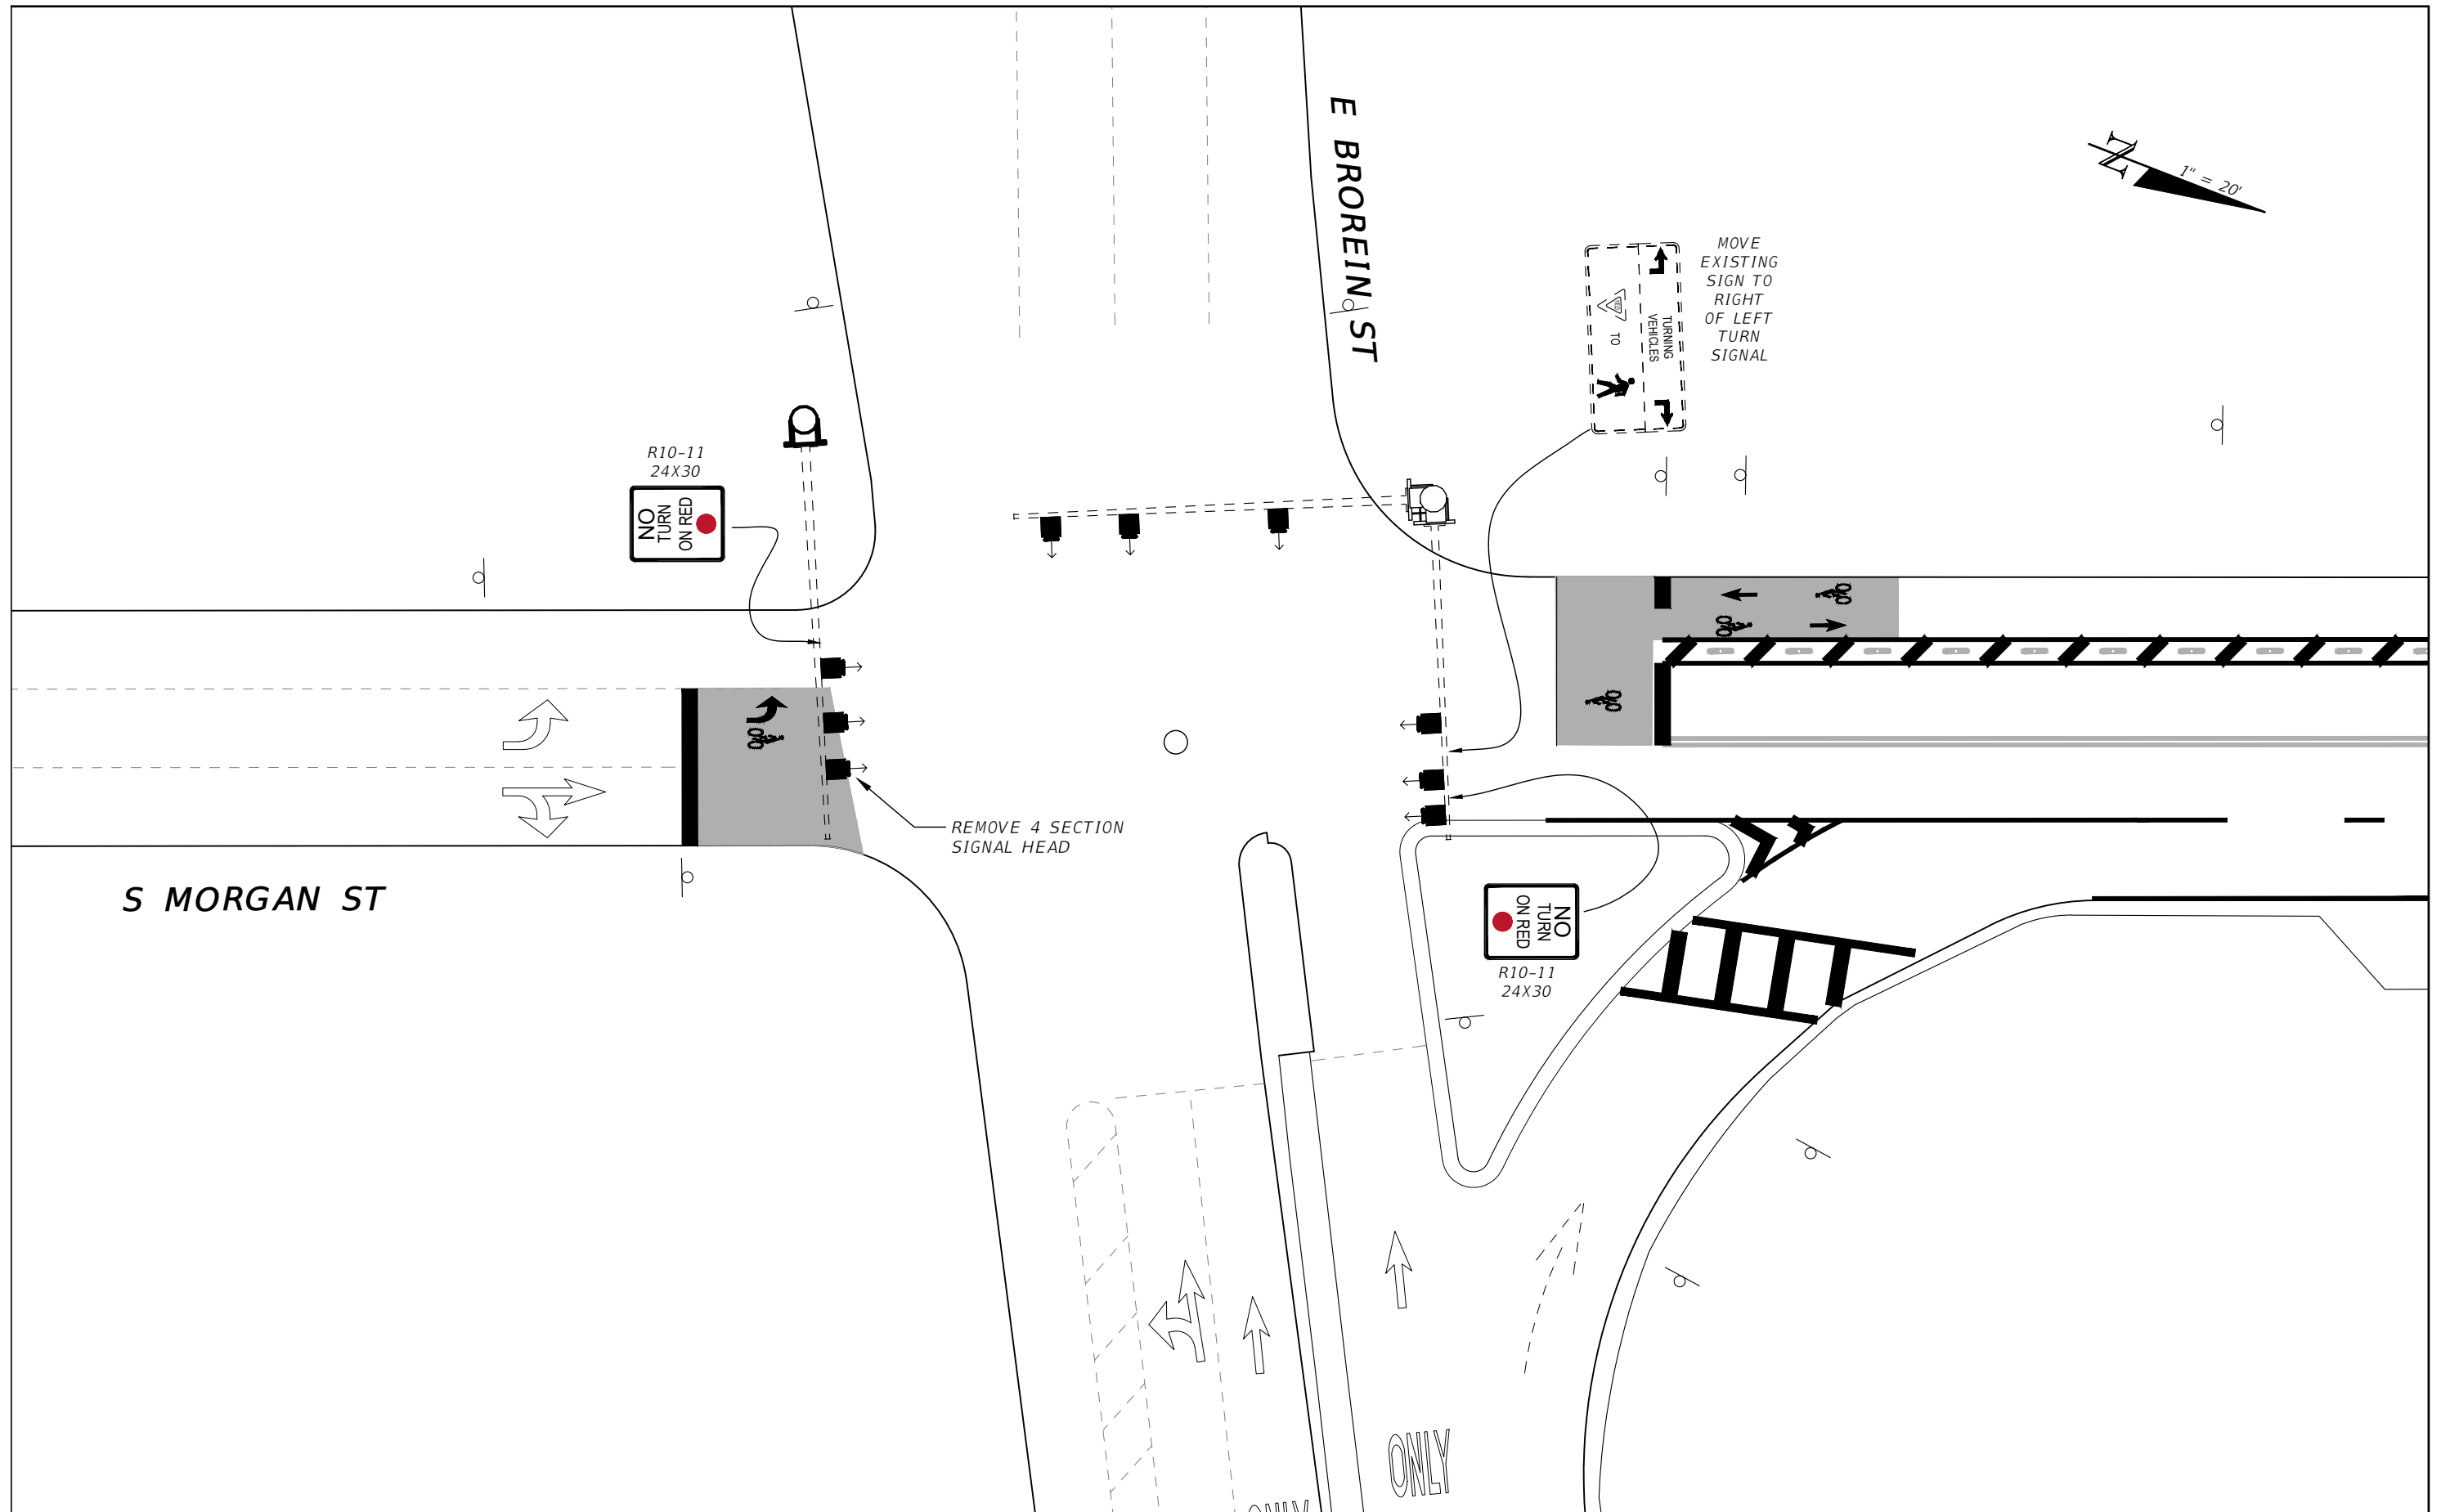 E BROREIN ST
N
1" = 20'
MOVE
EXISTING
SIGN TO
RIGHT
OF LEFT
TURN
SIGNAL
TURNING
VEHICLES
TO
R10-11
24X30
NO
TURN
ON RED
REMOVE 4 SECTION
SIGNAL HEAD
S MORGAN ST
NO
TURN
ON RED
R10-11
24X30
ONLY
ONLY